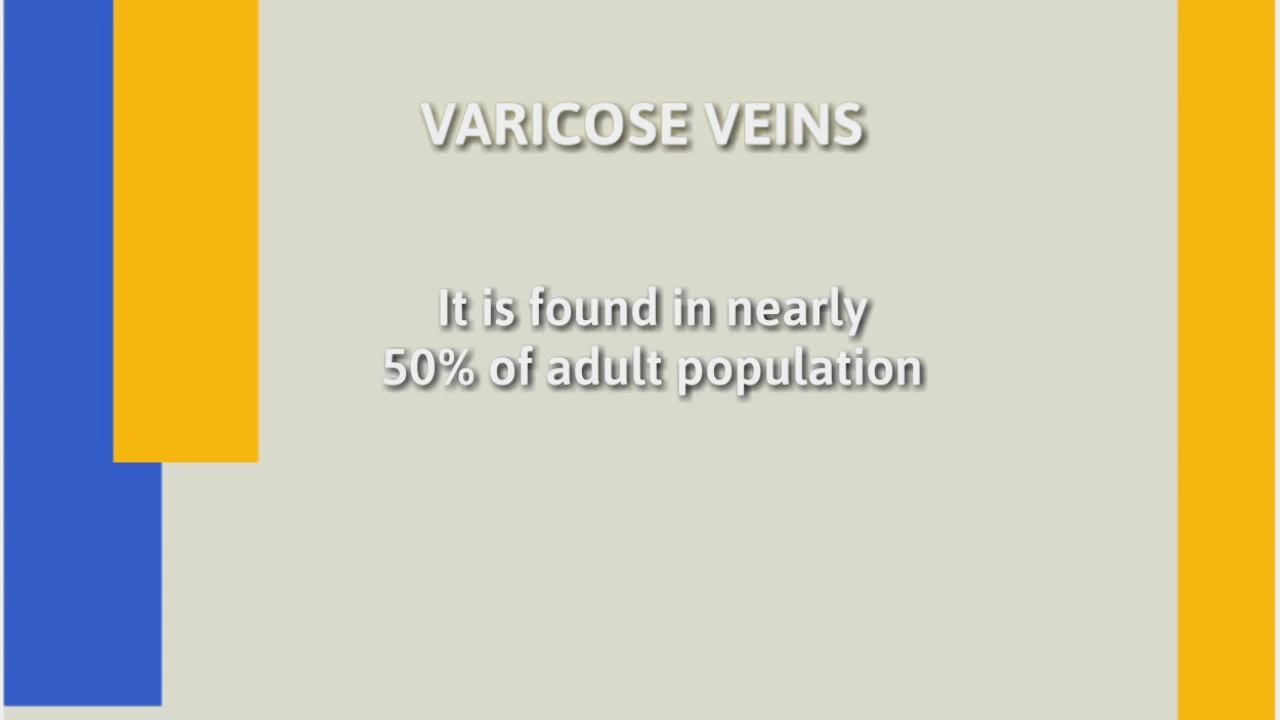 VARICOSE VEINS
It is found in nearly
50% of adult population